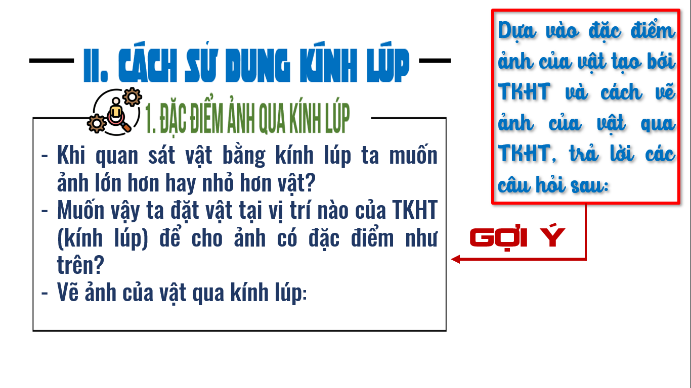 II. CÁCH SỬ DỤNG KÍNH LÚP
1. ĐẶC ĐIỂM ẢNH QUA KÍNH LÚP
- Khi quan sát vật bằng kính lúp ta muốn
ảnh lớn hơn hay nhỏ hơn vật?
- Muốn vậy ta đặt vật tại vị trí nào của TKHT
(kính lúp) để cho ảnh có đặc điểm như
trên?
- Vẽ ảnh của vật qua kính lúp:
Dựa vào đặc điểm
ảnh của vật tạo bởi
TKHT và cách vẽ
ảnh của vật qua
TKHT, trả lời các
câu hỏi sau:
GỢI Ý